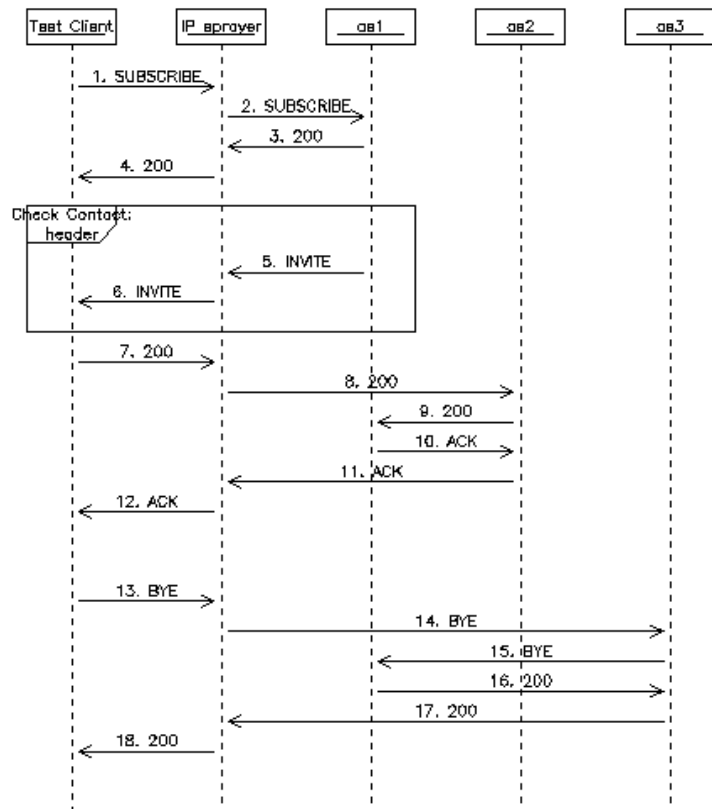 Test Client IP sprayer as1 as2 as3
1. SUBSCRIBE
2. SUBSCRIBE
3. 200
4. 200
Check Contact:
header
5. INVITE
6. INVITE
7. 200
8. 200
9. 200
10. ACK
11. ACK
12. ACK
13. BYE
14. BYE
15. BYE
16. 200
17. 200
18. 200